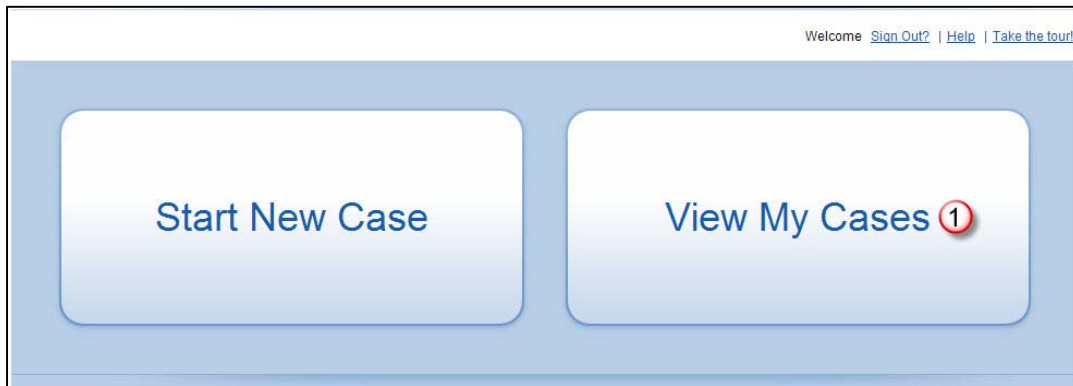 Welcome Sign Out? | Help | Take the tour!
Start New Case
View My Cases 1